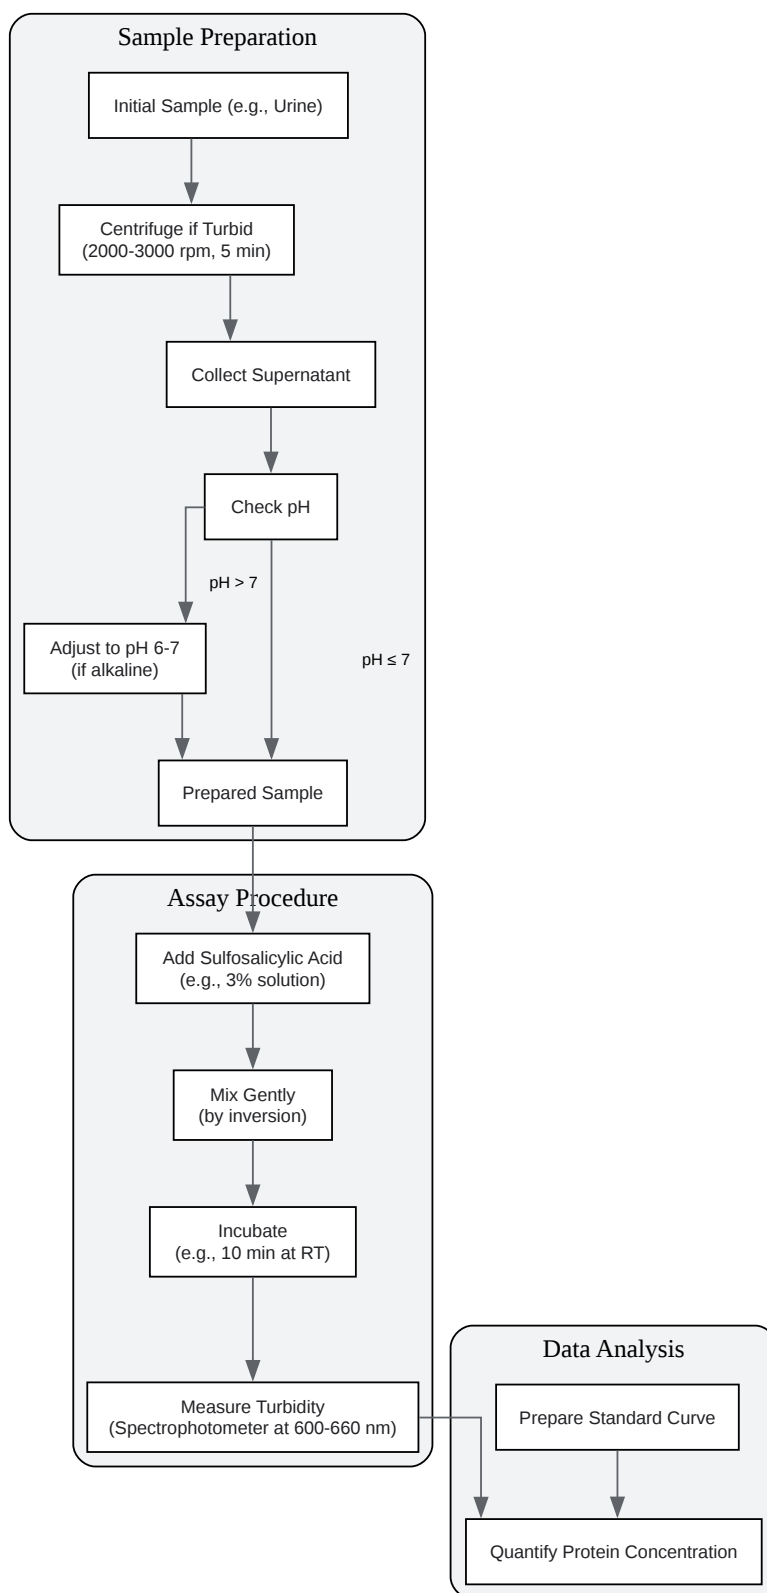 Sample Preparation
Initial Sample (e.g., Urine)
Centrifuge if Turbid
(2000-3000 rpm, 5 min)
Collect Supernatant
Check pH
pH > 7
Adjust to pH 6-7
(if alkaline)
pH ≤ 7
Prepared Sample
Assay Procedure
Add Sulfosalicylic Acid
(e.g., 3% solution)
Mix Gently
(by inversion)
Incubate
(e.g., 10 min at RT)
Measure Turbidity
(Spectrophotometer at 600-660 nm)
Data Analysis
Prepare Standard Curve
Quantify Protein Concentration